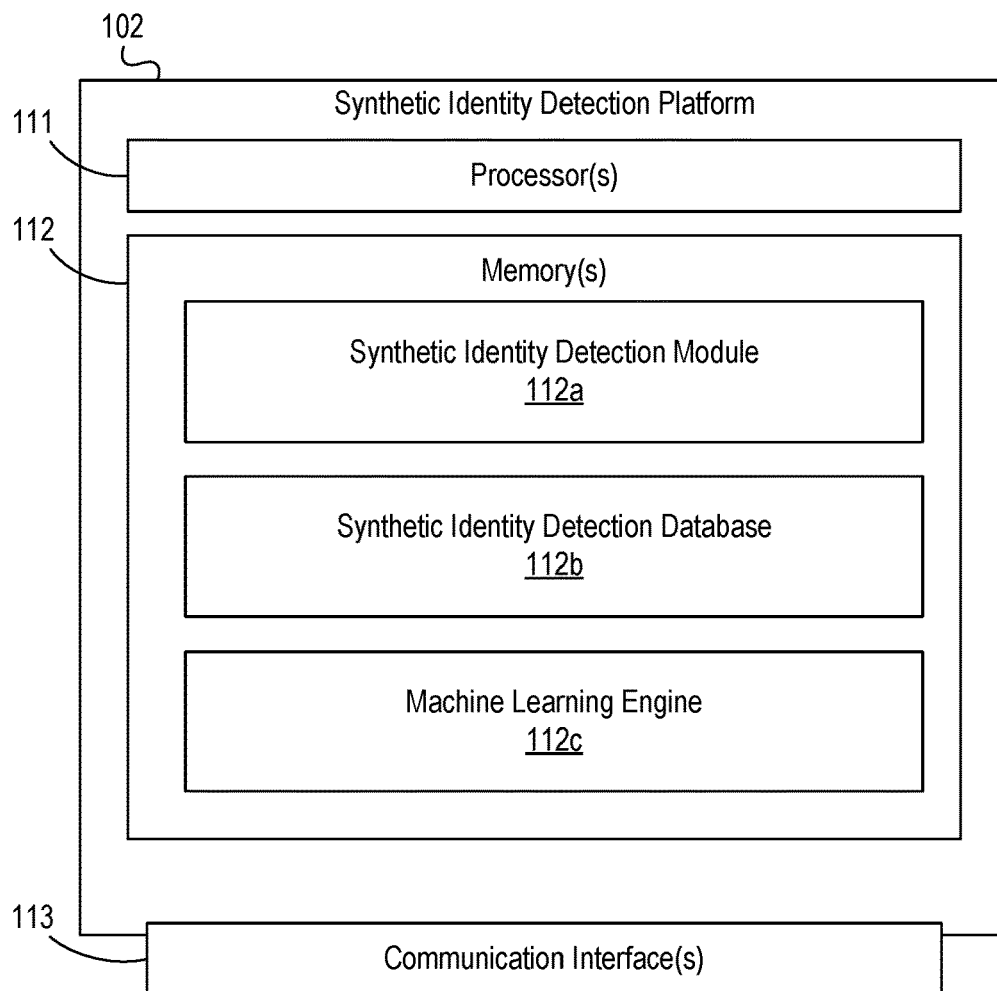 102
Synthetic Identity Detection Platform
111
Processor(s)
112
Memory(s)
Synthetic Identity Detection Module
112a
Synthetic Identity Detection Database
112b
Machine Learning Engine
112c
113
Communication Interface(s)